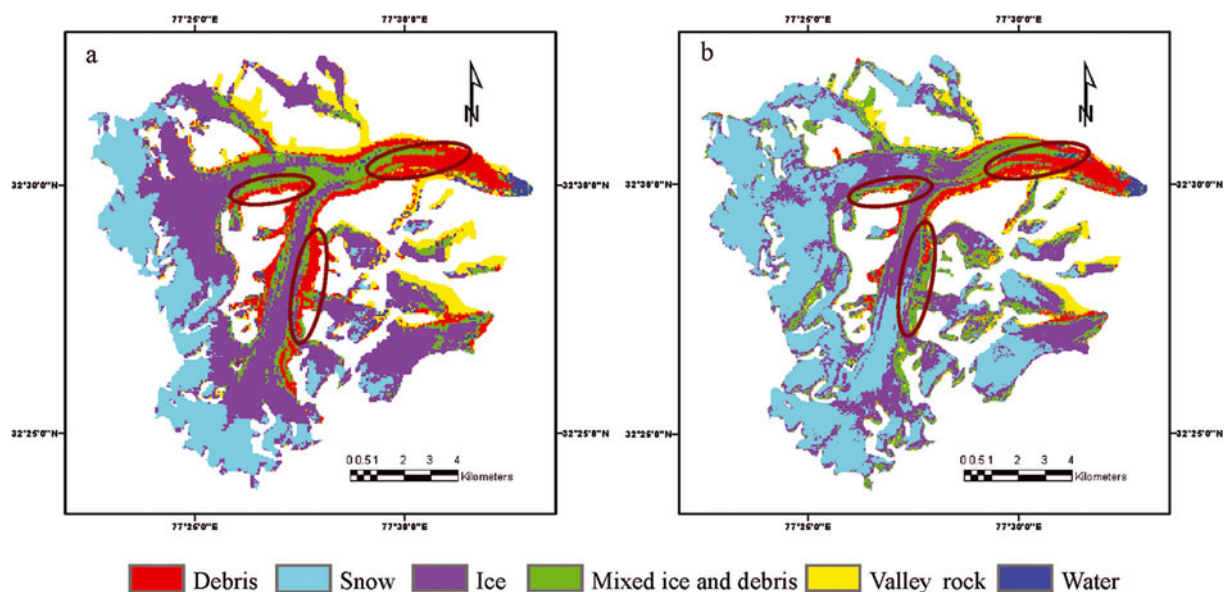 77°25'0"E 77°30'0"E 77°25'0"E 77°30'0"E
a b
N N
32°30'0"N 32°30'0"N 32°30'0"N 32°30'0"N
32°25'0"N 32°25'0"N 32°25'0"N 32°25'0"N
0 0.5 1 2 3 4 0 0.5 1 2 3 4
Kilometers Kilometers
77°25'0"E 77°30'0"E 77°25'0"E 77°30'0"E
Debris Snow Ice Mixed ice and debris Valley rock Water